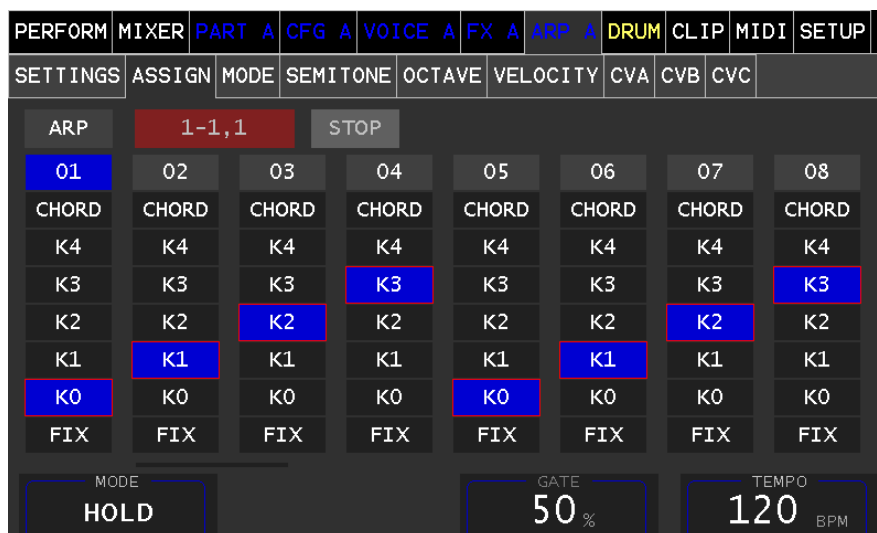 PERFORM MIXER PART A CFG A VOICE A FX A ARP A DRUM CLIP MIDI SETUP
SETTINGS ASSIGN MODE SEMITONE OCTAVE VELOCITY CVA CVB CVC
ARP 1-1,1 STOP
01 02 03 04 05 06 07 08
CHORD CHORD CHORD CHORD CHORD CHORD CHORD CHORD
K4 K4 K4 K4 K4 K4 K4 K4
K3 K3 K3 K3 K3 K3 K3 K3
K2 K2 K2 K2 K2 K2 K2 K2
K1 K1 K1 K1 K1 K1 K1 K1
K0 K0 K0 K0 K0 K0 K0 K0
FIX FIX FIX FIX FIX FIX FIX FIX
MODE GATE TEMPO
HOLD 50 % 120 BPM